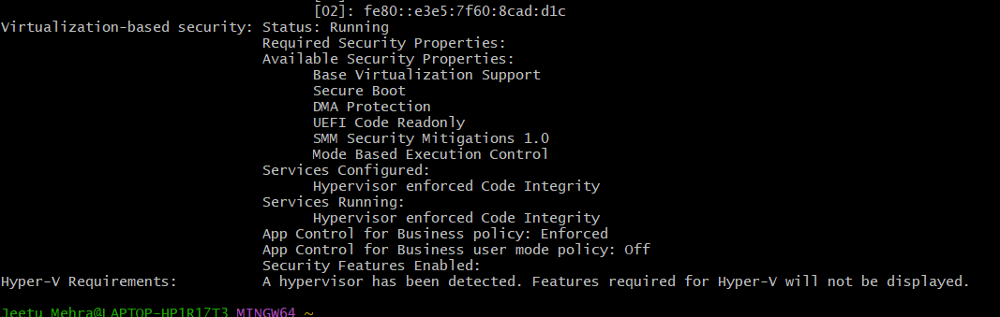 [02]: fe80::e3e5:7f60:8cad:d1c
Virtualization-based security: Status: Running
Required Security Properties:
Available Security Properties:
Base Virtualization Support
Secure Boot
DMA Protection
UEFI Code Readonly
SMM Security Mitigations 1.0
Mode Based Execution Control
Services Configured:
Hypervisor enforced Code Integrity
Services Running:
Hypervisor enforced Code Integrity
App Control for Business policy: Enforced
App Control for Business user mode policy: Off
Security Features Enabled:
Hyper-V Requirements: A hypervisor has been detected. Features required for Hyper-V will not be displayed.
Jeetu Mehra@LAPTOP-HP1R17T3 MINGW64 ~